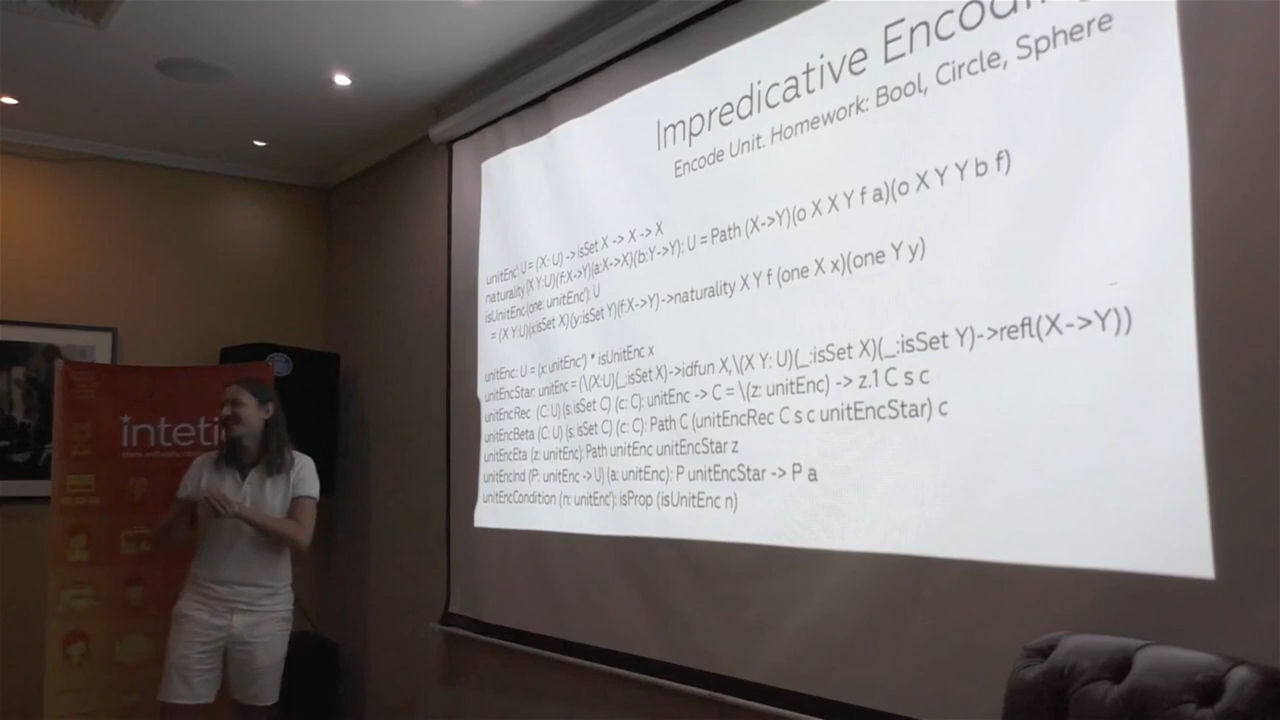 Impredicative Encodin
Encode Unit. Homework: Bool, Circle, Sphere
unitEnc': U = (X: U) -> isSet X -> X -> X
naturality (X Y:U)(f:X->Y)(a:X->X)(b:Y->Y): U = Path (X->Y)(o X X Y f a)(o X Y Y b f)
isUnitEnc (one: unitEnc'): U
= (X Y:U)(x:isSet X)(y:isSet Y)(f:X->Y)->naturality X Y f (one X x)(one Y y)
unitEnc: U = (x: unitEnc') * isUnitEnc x
unitEncStar: unitEnc = (\(X:U)(_:isSet X)->idfun X,\(X Y: U)(_:isSet X)(_:isSet Y)->refl(X->Y))
unitEncRec (C: U) (s: isSet C) (c: C): unitEnc -> C = \(z: unitEnc) -> z.1 C s c
unitEncBeta (C: U) (s: isSet C) (c: C): Path C (unitEncRec C s c unitEncStar) c
unitEncEta (z: unitEnc): Path unitEnc unitEncStar z
unitEncInd (P: unitEnc -> U) (a: unitEnc): P unitEncStar -> P a
unitEncCondition (n: unitEnc'): isProp (isUnitEnc n)
inteti